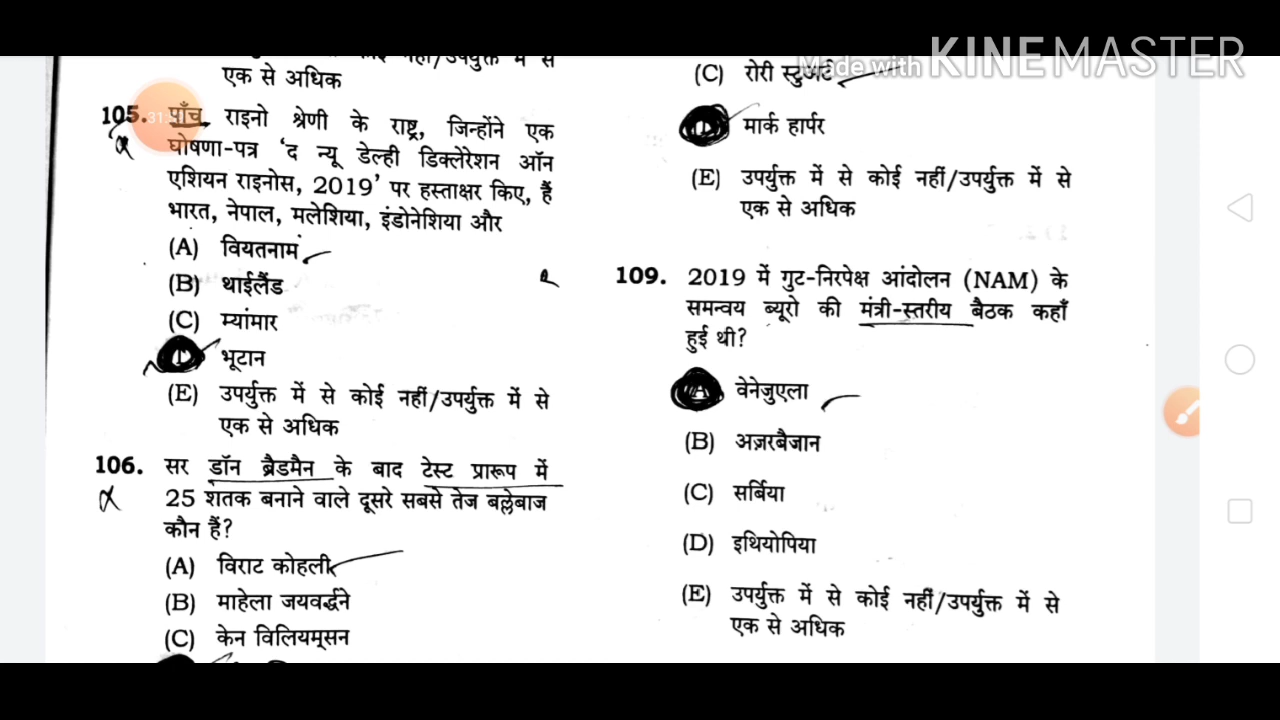 एक से अधिक
105. पाँच राइनो श्रेणी के राष्ट्र, जिन्होंने एक
घोषणा-पत्र 'द न्यू डेल्ही डिक्लेरेशन ऑन
एशियन राइनोस, 2019' पर हस्ताक्षर किए, हैं
भारत, नेपाल, मलेशिया, इंडोनेशिया और
(A) वियतनाम
(B) थाईलैंड
(C) म्यांमार
भूटान
(E) उपर्युक्त में से कोई नहीं/उपर्युक्त में से
एक से अधिक
106. सर डॉन ब्रैडमैन के बाद टेस्ट प्रारूप में
25 शतक बनाने वाले दूसरे सबसे तेज बल्लेबाज
कौन हैं?
(A) विराट कोहली
(B) माहेला जयवर्द्धने
(C) केन विलियम्सन
Made with KINEMASTER
(C) रोरी स्टुअर्ट
मार्क हार्पर
(E) उपर्युक्त में से कोई नहीं/उपर्युक्त में से
एक से अधिक
109. 2019 में गुट-निरपेक्ष आंदोलन (NAM) के
समन्वय ब्यूरो की मंत्री-स्तरीय बैठक कहाँ
हुई थी?
A वेनेजुएला
(B) अज़रबैजान
(C) सर्बिया
(D) इथियोपिया
(E) उपर्युक्त में से कोई नहीं/उपर्युक्त में से
एक से अधिक